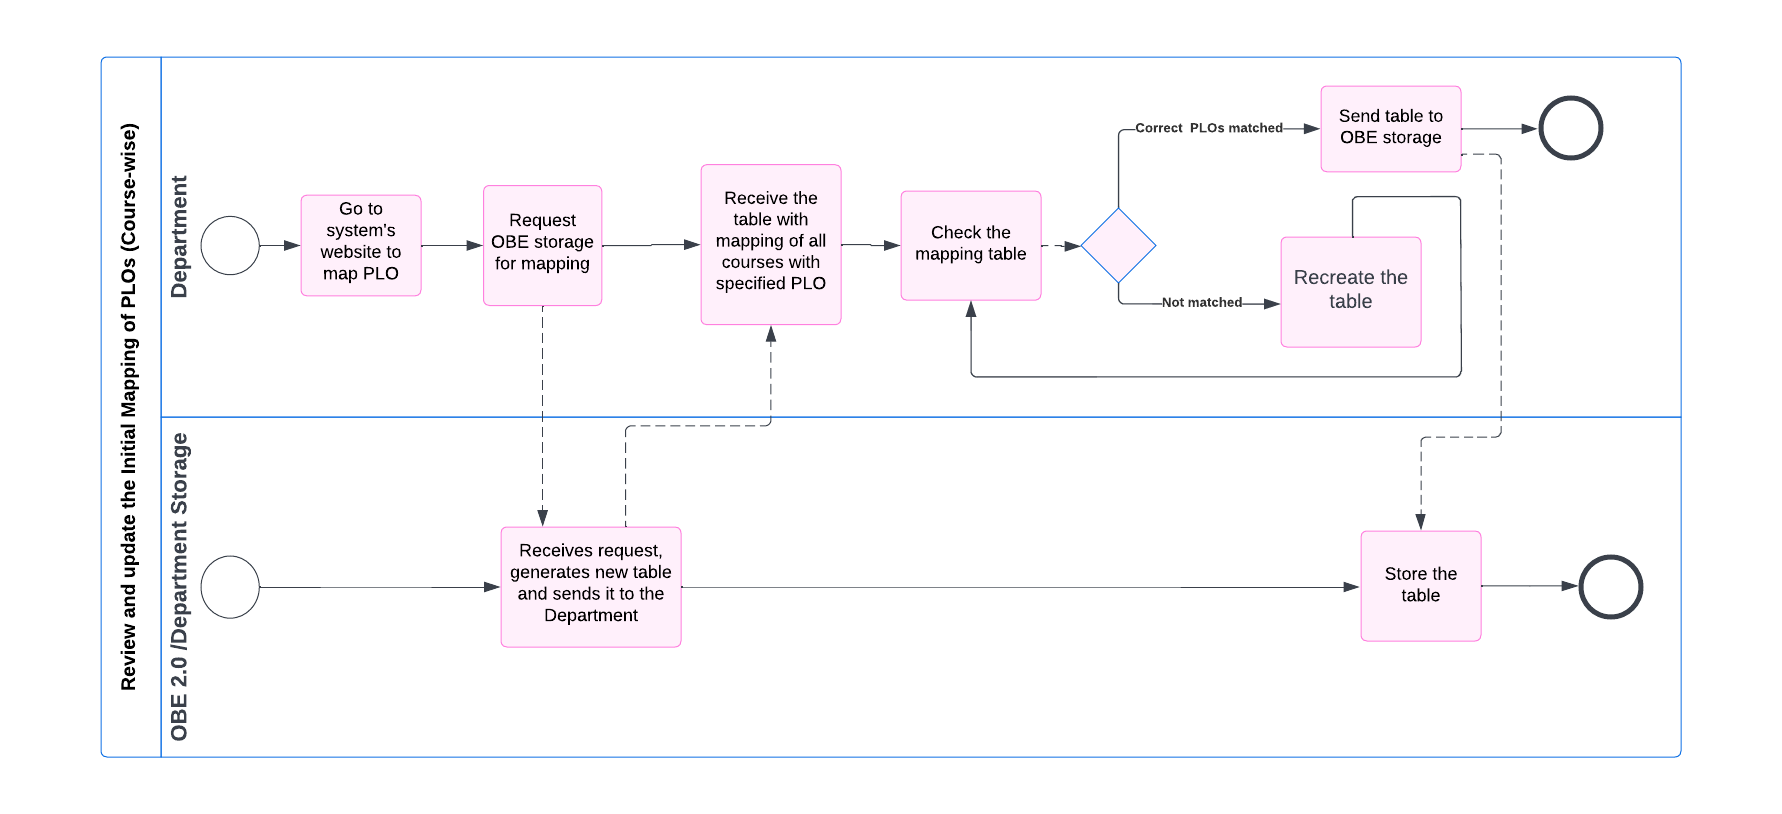 Review and update the Initial Mapping of PLOs (Course-wise)
Department
Go to
system's
website to
map PLO
Request
OBE storage
for mapping
Receive the
table with
mapping of all
courses with
specified PLO
Check the
mapping table
Correct  PLOs matched
Not matched
Send table to
OBE storage
Recreate the
table
OBE 2.0 /Department Storage
Receives request,
generates new table
and sends it to the
Department
Store the
table